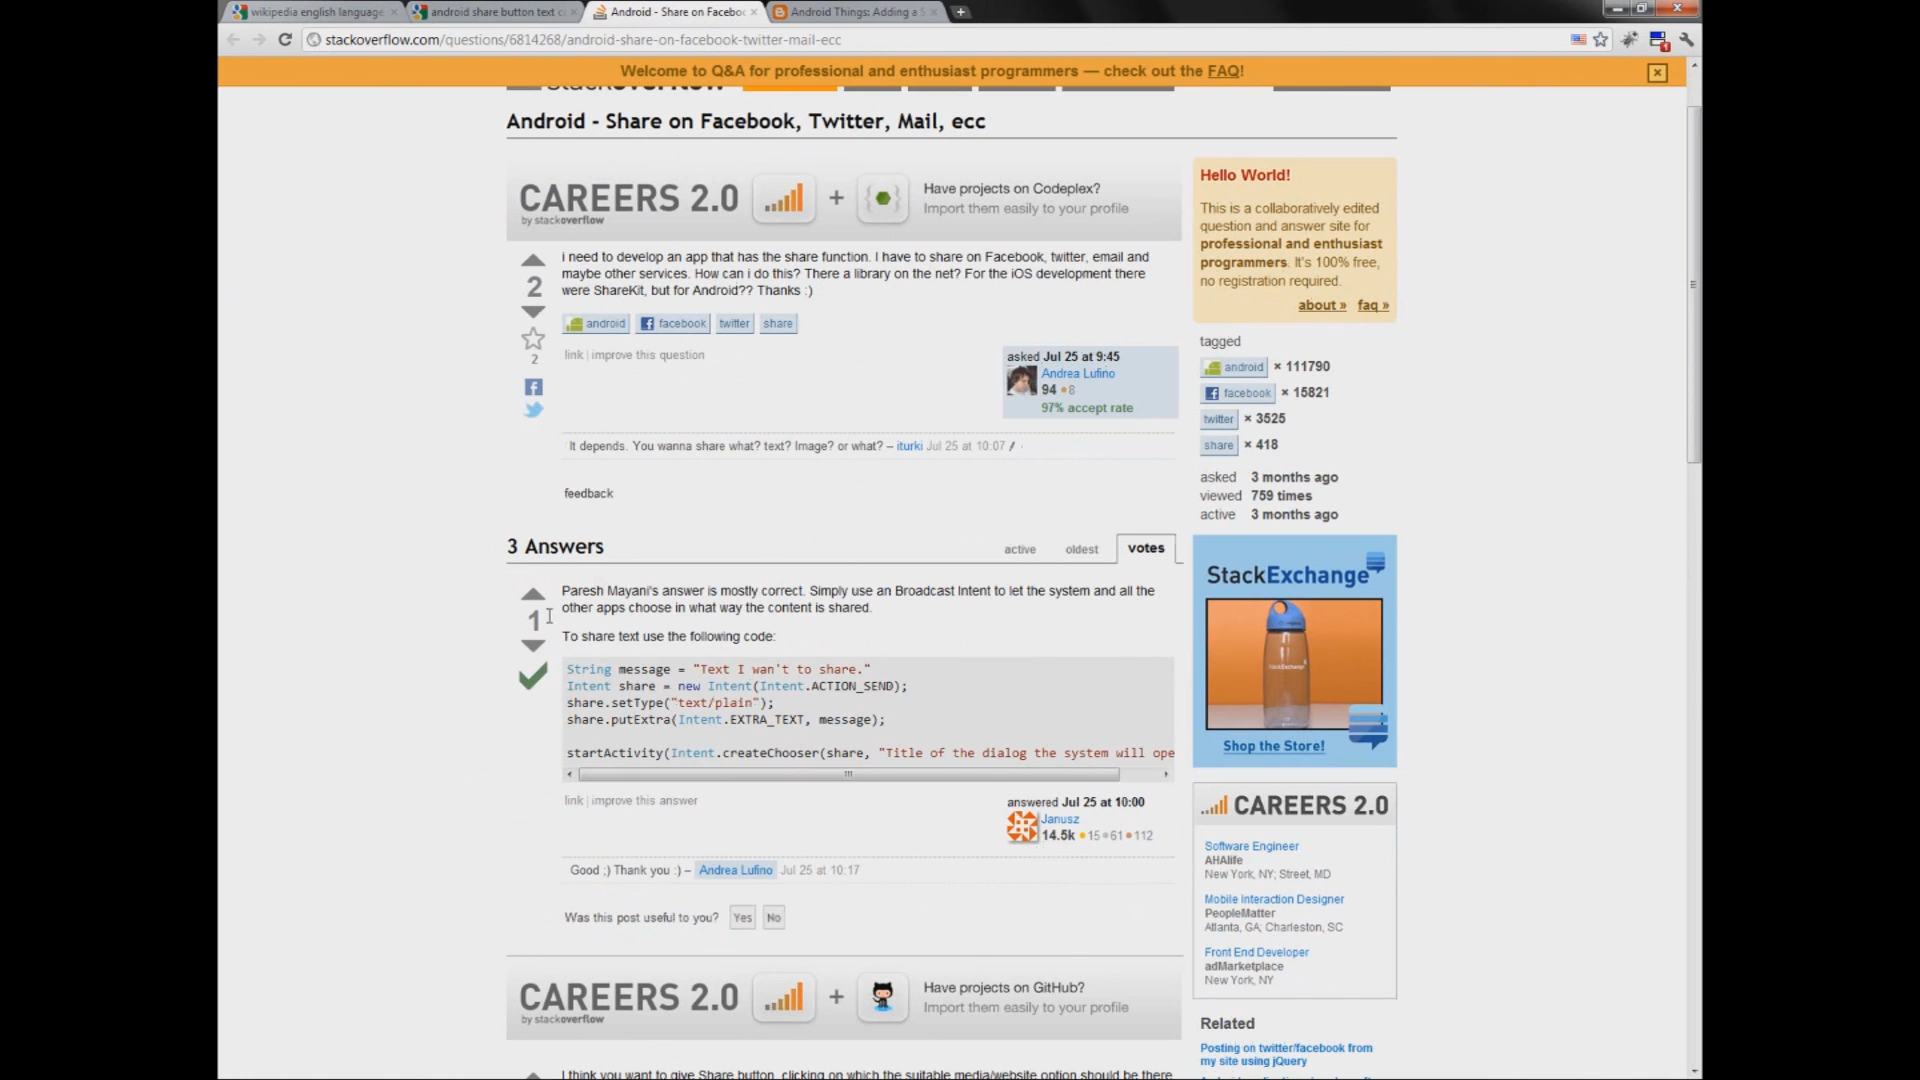 wikipedia english language
android share button text c
Android - Share on Faceboo
Android Things: Adding a S
stackoverflow.com/questions/6814268/android-share-on-facebook-twitter-mail-ecc
Welcome to Q&A for professional and enthusiast programmers — check out the FAQ!
Android - Share on Facebook, Twitter, Mail, ecc
CAREERS 2.0
by stackoverflow
Have projects on Codeplex?
Import them easily to your profile
i need to develop an app that has the share function. I have to share on Facebook, twitter, email and
maybe other services. How can i do this? There a library on the net? For the iOS development there
were ShareKit, but for Android?? Thanks :)
2
2
android facebook twitter share
link | improve this question
asked Jul 25 at 9:45
Andrea Lufino
94 ●8
97% accept rate
It depends. You wanna share what? text? Image? or what? – iturki Jul 25 at 10:07
feedback
3 Answers
active oldest votes
1
Paresh Mayani's answer is mostly correct. Simply use an Broadcast Intent to let the system and all the
other apps choose in what way the content is shared.
To share text use the following code:
String message = "Text I wan't to share."
Intent share = new Intent(Intent.ACTION_SEND);
share.setType("text/plain");
share.putExtra(Intent.EXTRA_TEXT, message);
startActivity(Intent.createChooser(share, "Title of the dialog the system will ope
link | improve this answer
answered Jul 25 at 10:00
Janusz
14.5k ●15 ●61 ●112
Good ;) Thank you :) – Andrea Lufino Jul 25 at 10:17
Was this post useful to you? Yes No
CAREERS 2.0
by stackoverflow
Have projects on GitHub?
Import them easily to your profile
I think you want to give Share button, clicking on which the suitable media/website option should be there
Hello World!
This is a collaboratively edited
question and answer site for
professional and enthusiast
programmers. It's 100% free,
no registration required.
about » faq »
tagged
android × 111790
facebook × 15821
twitter × 3525
share × 418
asked 3 months ago
viewed 759 times
active 3 months ago
StackExchange
Shop the Store!
CAREERS 2.0
Software Engineer
AHAlife
New York, NY; Street, MD
Mobile Interaction Designer
PeopleMatter
Atlanta, GA; Charleston, SC
Front End Developer
adMarketplace
New York, NY
Related
Posting on twitter/facebook from
my site using jQuery